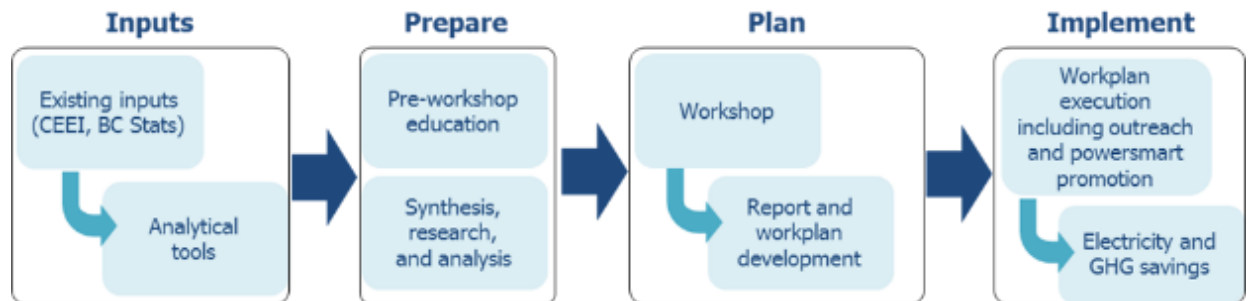 Inputs
Existing inputs
(CEEI, BC Stats)
Analytical
tools
Prepare
Pre-workshop
education
Synthesis,
research,
and analysis
Plan
Workshop
Report and
workplan
development
Implement
Workplan
execution
including outreach
and powersmart
promotion
Electricity and
GHG savings